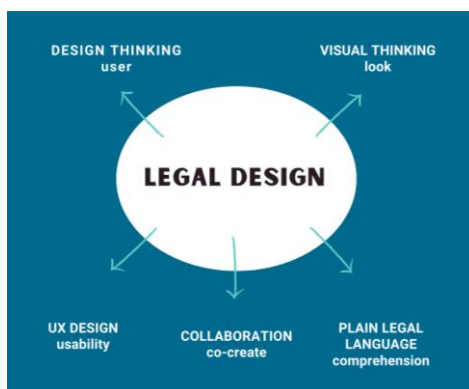 DESIGN THINKING
user
VISUAL THINKING
look
LEGAL DESIGN
UX DESIGN
usability
COLLABORATION
co-create
PLAIN LEGAL
LANGUAGE
comprehension